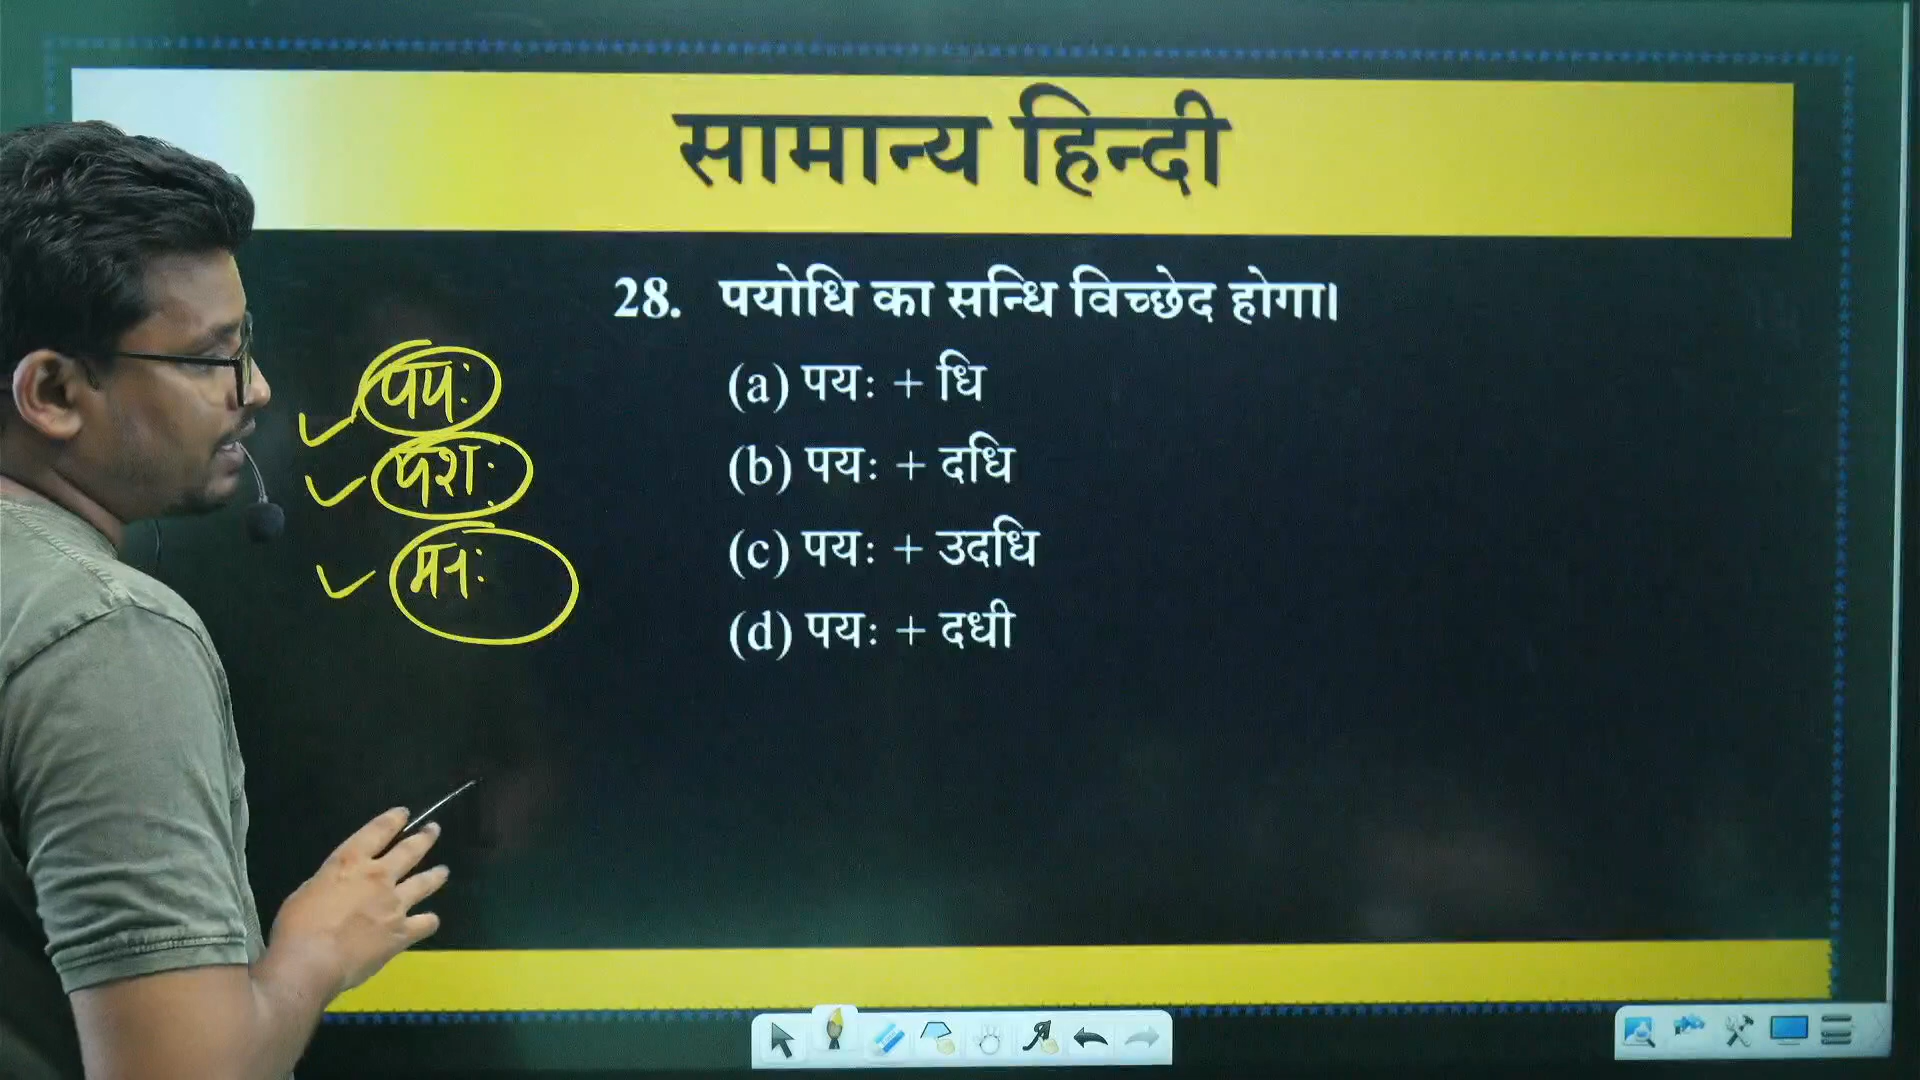 सामान्य हिन्दी
28. पयोधि का सन्धि विच्छेद होगा।
(a) पयः + धि
(b) पयः + दधि
(c) पयः + उदधि
(d) पयः + दधी
पयः
यशः
मनः